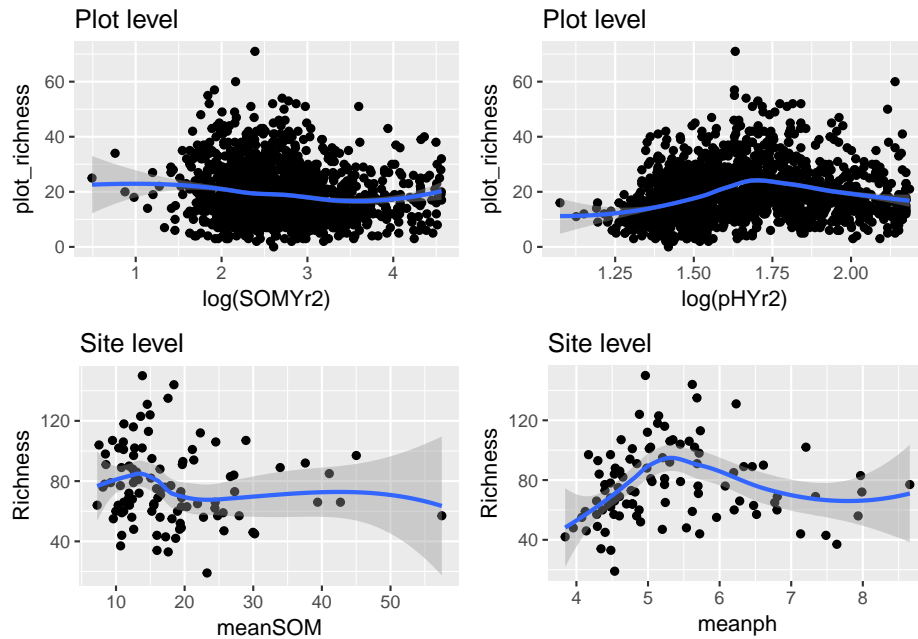 Plot level
Plot level
plot_richness
60
40
20
0
1
2
3
4
log(SOMYr2)
plot_richness
60
40
20
0
1.25
1.50
1.75
2.00
log(pHYr2)
Site level
Site level
Richness
120
80
40
10
20
30
40
50
meanSOM
Richness
120
80
40
4
5
6
7
8
meanph